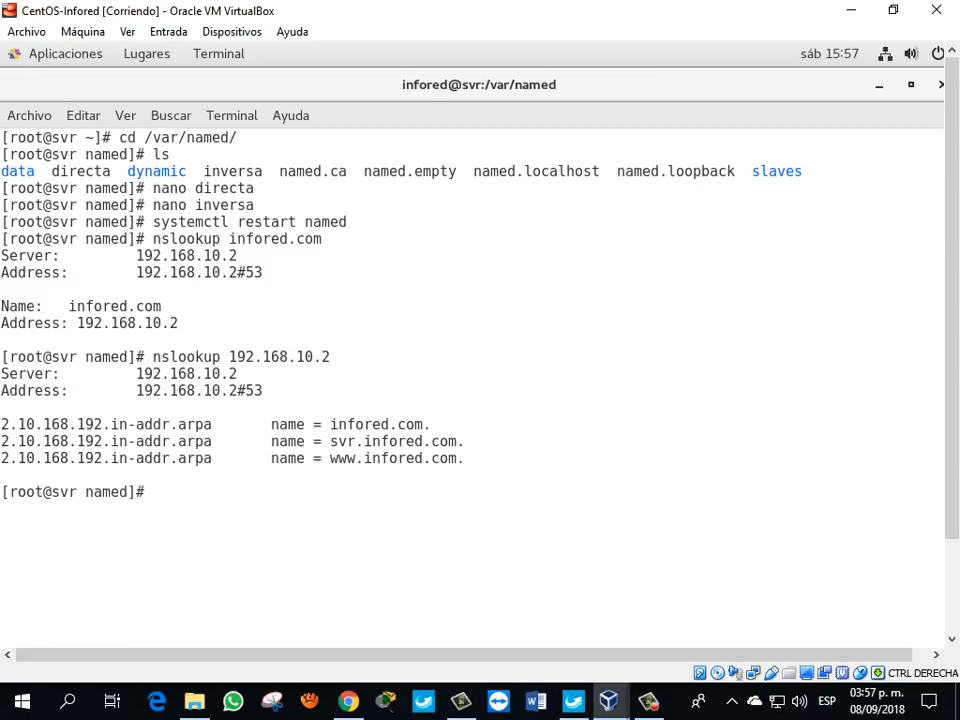 CentOS-Infored [Corriendo] - Oracle VM VirtualBox
Archivo Máquina Ver Entrada Dispositivos Ayuda
Aplicaciones Lugares Terminal sáb 15:57
infored@svr:/var/named
Archivo Editar Ver Buscar Terminal Ayuda
[root@svr ~]# cd /var/named/
[root@svr named]# ls
data directa dynamic inversa named.ca named.empty named.localhost named.loopback slaves
[root@svr named]# nano directa
[root@svr named]# nano inversa
[root@svr named]# systemctl restart named
[root@svr named]# nslookup infored.com
Server: 192.168.10.2
Address: 192.168.10.2#53
Name: infored.com
Address: 192.168.10.2
[root@svr named]# nslookup 192.168.10.2
Server: 192.168.10.2
Address: 192.168.10.2#53
2.10.168.192.in-addr.arpa name = infored.com.
2.10.168.192.in-addr.arpa name = svr.infored.com.
2.10.168.192.in-addr.arpa name = www.infored.com.
[root@svr named]#
CTRL DERECHA
ESP 03:57 p. m.
08/09/2018